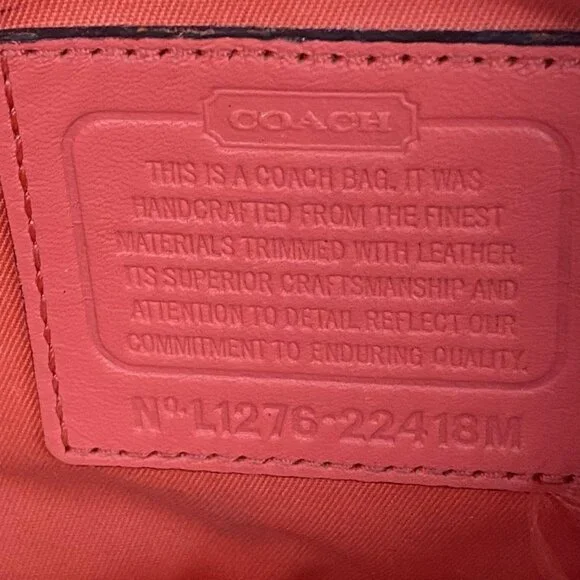 COACH
THIS IS A COACH BAG. IT WAS
HANDCRAFTED FROM THE FINEST
MATERIALS TRIMMED WITH LEATHER.
ITS SUPERIOR CRAFTSMANSHIP AND
ATTENTION TO DETAIL REFLECT OUR
COMMITMENT TO ENDURING QUALITY.
Nº. L1276-22418M